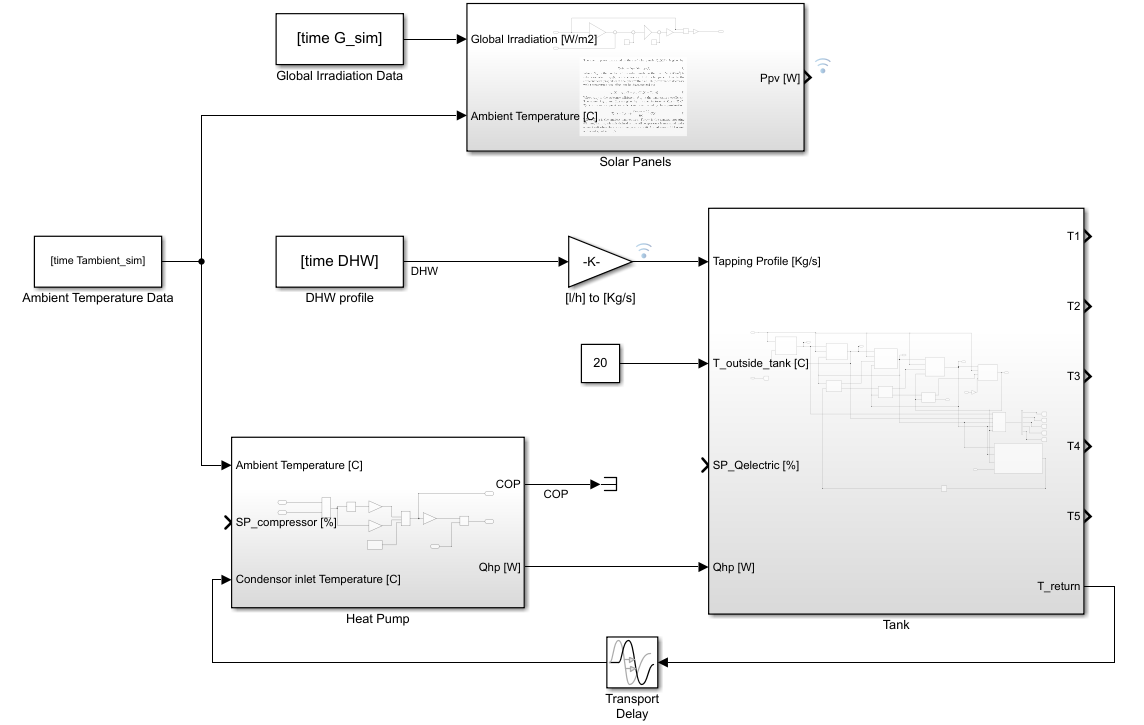 [time G_sim]
Global Irradiation Data
Global Irradiation [W/m2]
Ambient Temperature [C]
Ppv [W]
Solar Panels
[time Tambient_sim]
Ambient Temperature Data
[time DHW]
DHW profile
DHW
-K-
[l/h] to [Kg/s]
20
Tapping Profile [Kg/s]
T_outside_tank [C]
SP_Qelectric [%]
Qhp [W]
T1
T2
T3
T4
T5
T_return
Tank
Ambient Temperature [C]
SP_compressor [%]
Condensor inlet Temperature [C]
COP
Qhp [W]
Heat Pump
COP
Transport
Delay